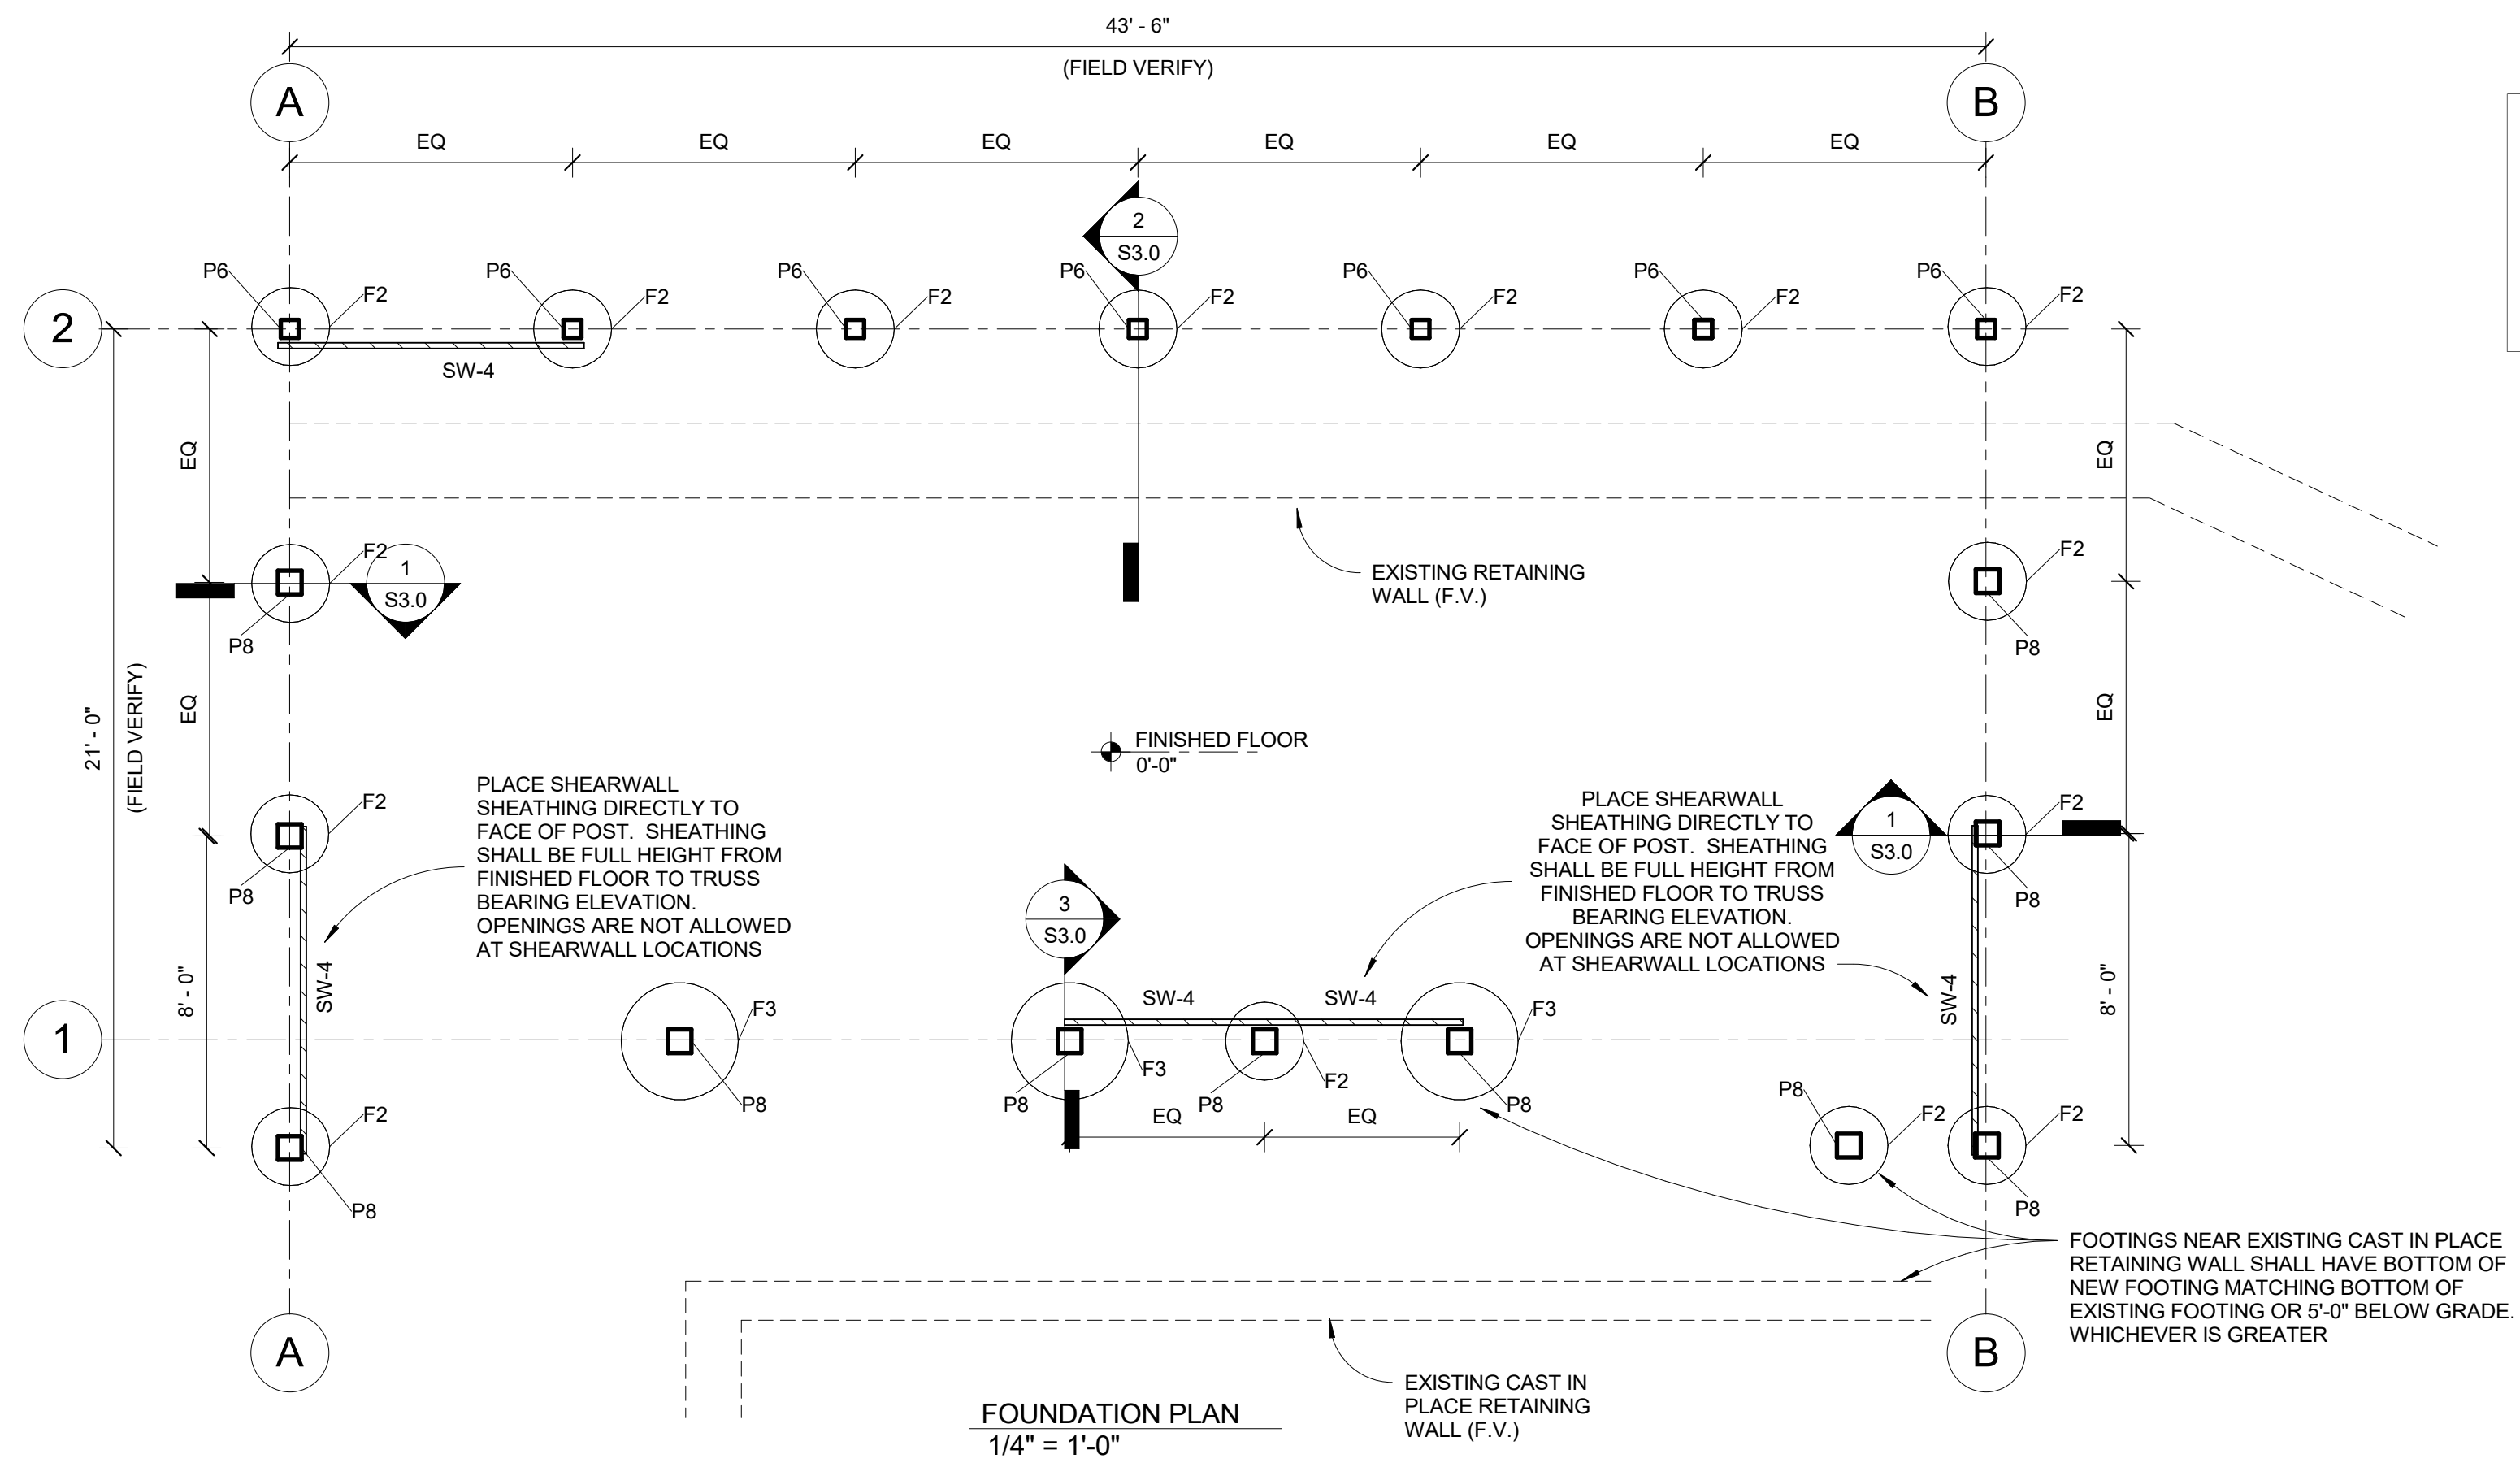 43' - 6"
(FIELD VERIFY)
A
B
EQ
EQ
EQ
EQ
EQ
EQ
2
S3.0
P6
F2
P6
F2
P6
F2
P6
F2
P6
F2
P6
F2
P6
F2
2
SW-4
EQ
EQ
F2
1
S3.0
P8
EXISTING RETAINING
WALL (F.V.)
F2
P8
21' - 0"
(FIELD VERIFY)
EQ
EQ
FINISHED FLOOR
0'-0"
PLACE SHEARWALL
SHEATHING DIRECTLY TO
FACE OF POST. SHEATHING
SHALL BE FULL HEIGHT FROM
FINISHED FLOOR TO TRUSS
BEARING ELEVATION.
OPENINGS ARE NOT ALLOWED
AT SHEARWALL LOCATIONS
PLACE SHEARWALL
SHEATHING DIRECTLY TO
FACE OF POST. SHEATHING
SHALL BE FULL HEIGHT FROM
FINISHED FLOOR TO TRUSS
BEARING ELEVATION.
OPENINGS ARE NOT ALLOWED
AT SHEARWALL LOCATIONS
F2
P8
1
S3.0
F2
P8
3
S3.0
8' - 0"
SW-4
SW-4
SW-4
SW-4
8' - 0"
1
F3
P8
F3
P8
F2
P8
F3
P8
EQ
EQ
P8
F2
F2
P8
F2
P8
FOOTINGS NEAR EXISTING CAST IN PLACE
RETAINING WALL SHALL HAVE BOTTOM OF
NEW FOOTING MATCHING BOTTOM OF
EXISTING FOOTING OR 5'-0" BELOW GRADE.
WHICHEVER IS GREATER
A
B
EXISTING CAST IN
PLACE RETAINING
WALL (F.V.)
FOUNDATION PLAN
1/4" = 1'-0"